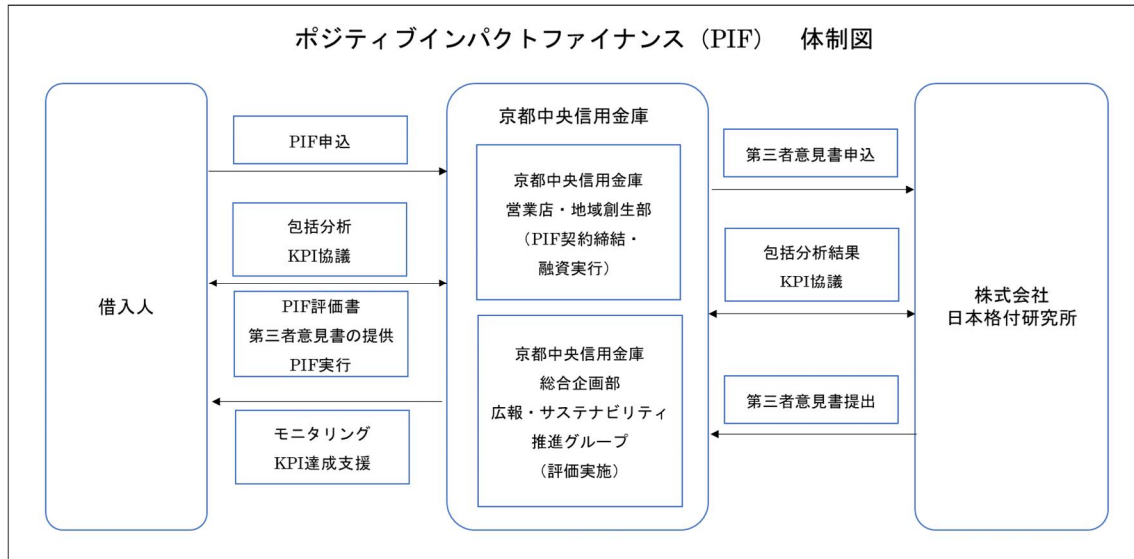 ポジティブインパクトファイナンス（PIF）　体制図
借入人
PIF申込
包括分析
KPI協議
PIF評価書
第三者意見書の提供
PIF実行
モニタリング
KPI達成支援
京都中央信用金庫
京都中央信用金庫
営業店・地域創生部
（PIF契約締結・
融資実行）
京都中央信用金庫
総合企画部
広報・サステナビリティ
推進グループ
（評価実施）
第三者意見書申込
包括分析結果
KPI協議
第三者意見書提出
株式会社
日本格付研究所